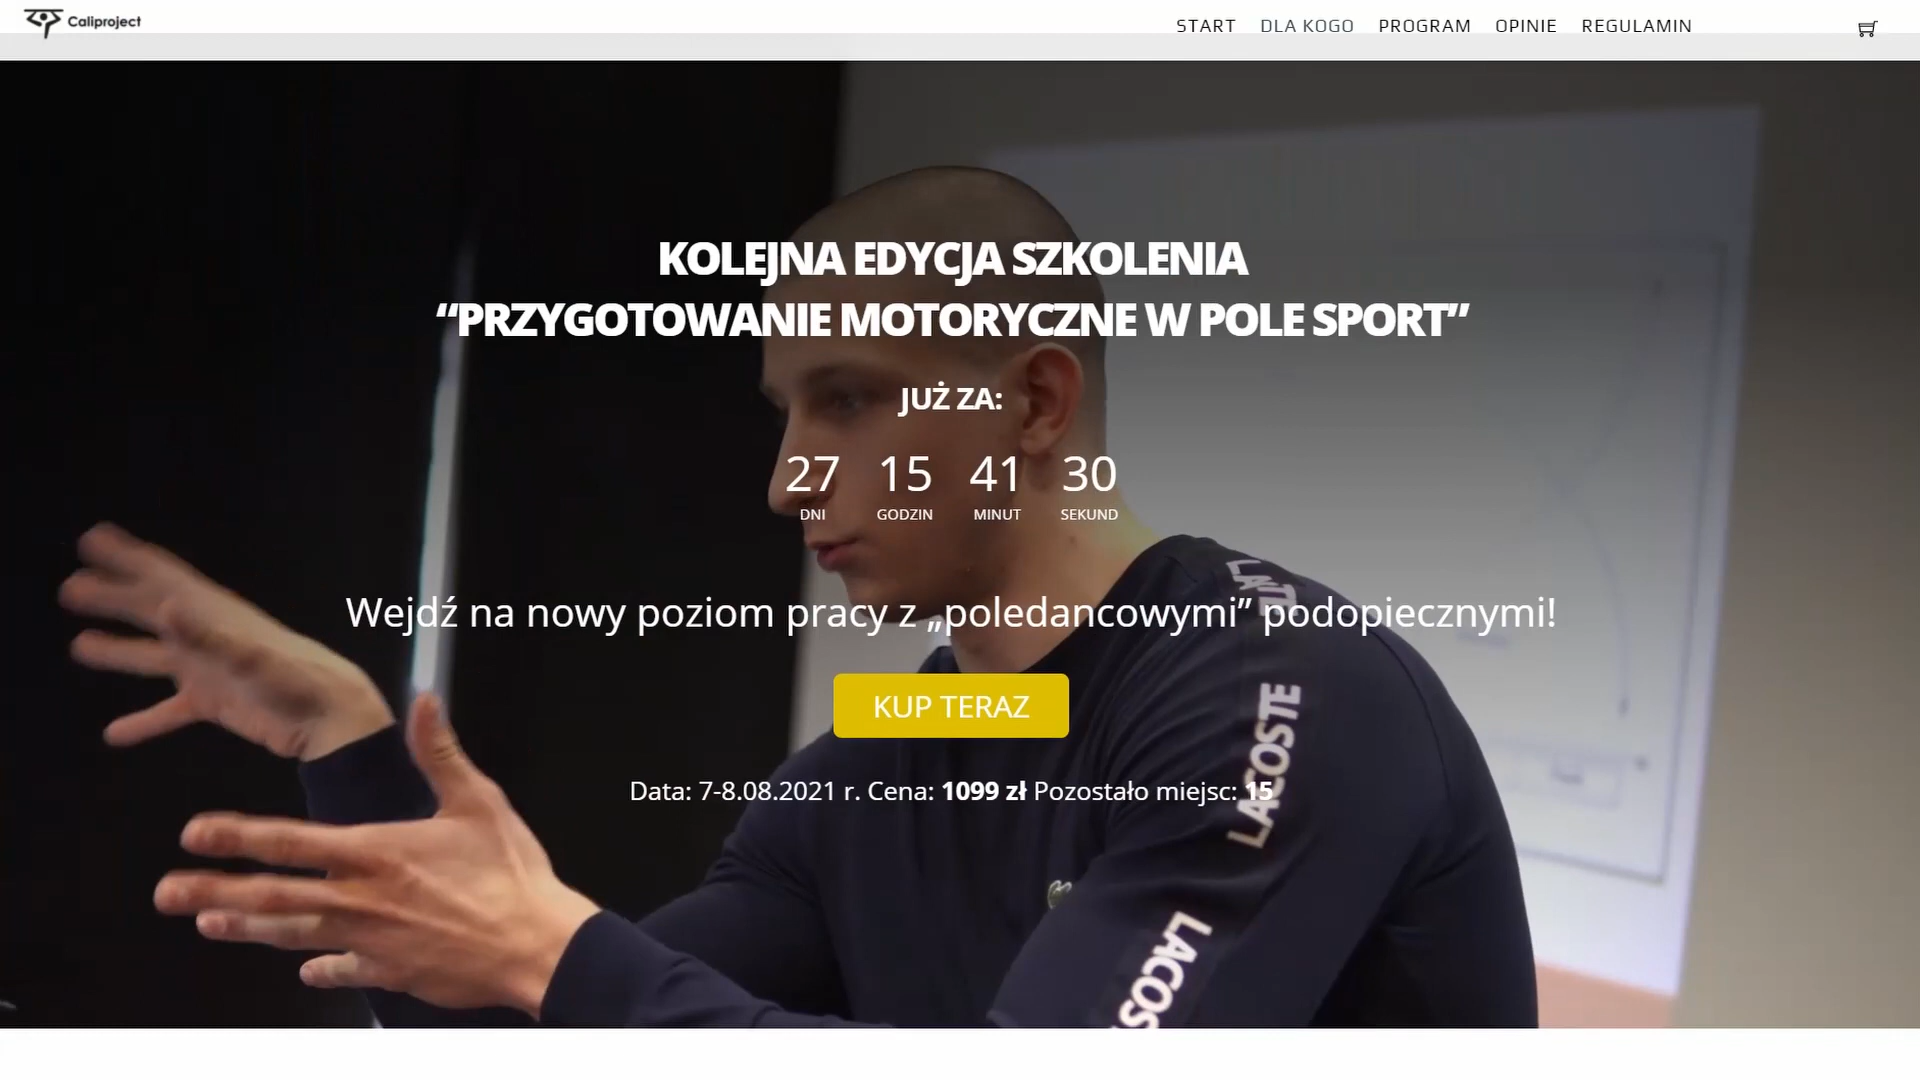 Caliproject
START DLA KOGO PROGRAM OPINIE REGULAMIN
KOLEJNA EDYCJA SZKOLENIA
“PRZYGOTOWANIE MOTORYCZNE W POLE SPORT”
JUŻ ZA:
27 15 41 30
DNI GODZIN MINUT SEKUND
Wejdź na nowy poziom pracy z „poledancowymi” podopiecznymi!
KUP TERAZ
Data: 7-8.08.2021 r. Cena: 1099 zł Pozostało miejsc: 15
LACOSTE